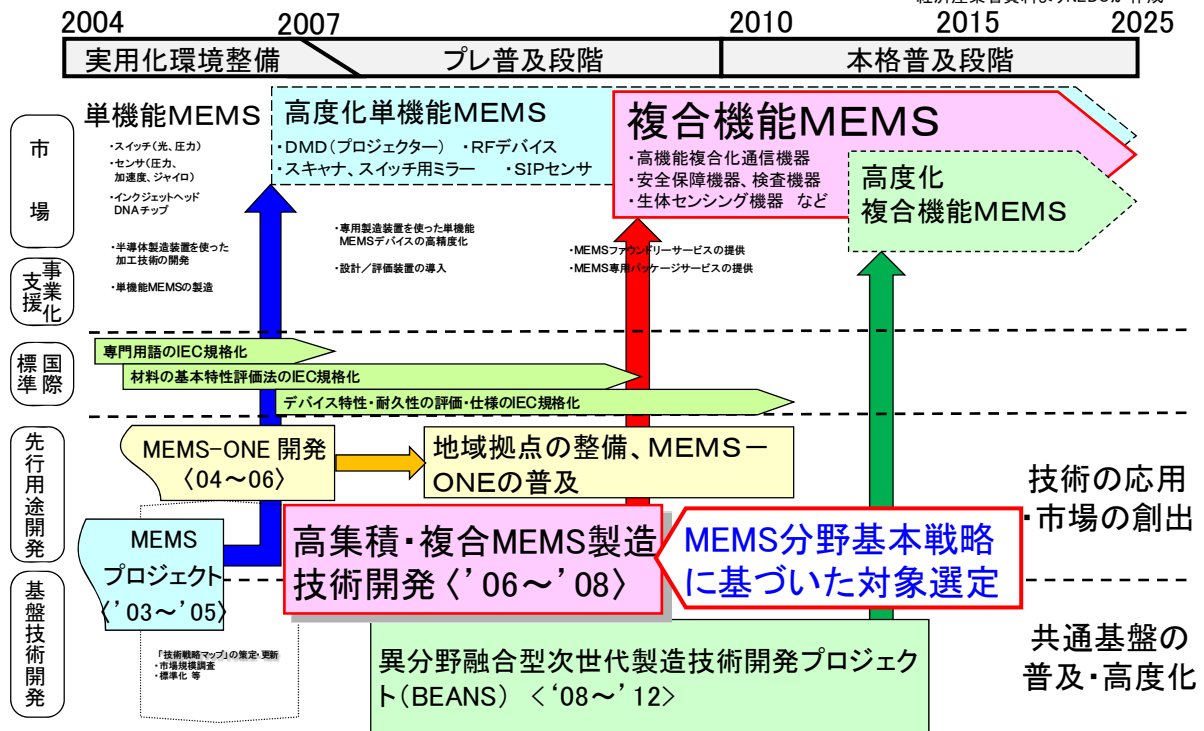 経済産業省資料よりNEDOが作成
2004
2007
2010
2015
2025
実用化環境整備
プレ普及段階
本格普及段階
市
場
単機能MEMS
・スイッチ(光、圧力)
・センサ(圧力、
加速度、ジャイロ)
・インクジェットヘッド
DNAチップ
高度化単機能MEMS
・DMD(プロジェクター) ・RFデバイス
・スキャナ、スイッチ用ミラー ・SIPセンサ
複合機能MEMS
・高機能複合化通信機器
・安全保障機器、検査機器
・生体センシング機器 など
高度化
複合機能MEMS
事業化
支援
・半導体製造装置を使った
加工技術の開発
・単機能MEMSの製造
・専用製造装置を使った単機能
MEMSデバイスの高精度化
・設計/評価装置の導入
・MEMSファウンドリーサービスの提供
・MEMS専用パッケージサービスの提供
国際
標準
専門用語のIEC規格化
材料の基本特性評価法のIEC規格化
デバイス特性・耐久性の評価・仕様のIEC規格化
先行用途開発
MEMS-ONE 開発
〈04～06〉
地域拠点の整備、MEMS－
ONEの普及
技術の応用
・市場の創出
MEMS
プロジェクト
〈'03～'05〉
高集積・複合MEMS製造
技術開発〈'06～'08〉
MEMS分野基本戦略
に基づいた対象選定
基盤技術開発
「技術戦略マップ」の策定・更新
・市場規模調査
・標準化 等
異分野融合型次世代製造技術開発プロジェク
ト(BEANS) <'08～'12>
共通基盤の
普及・高度化